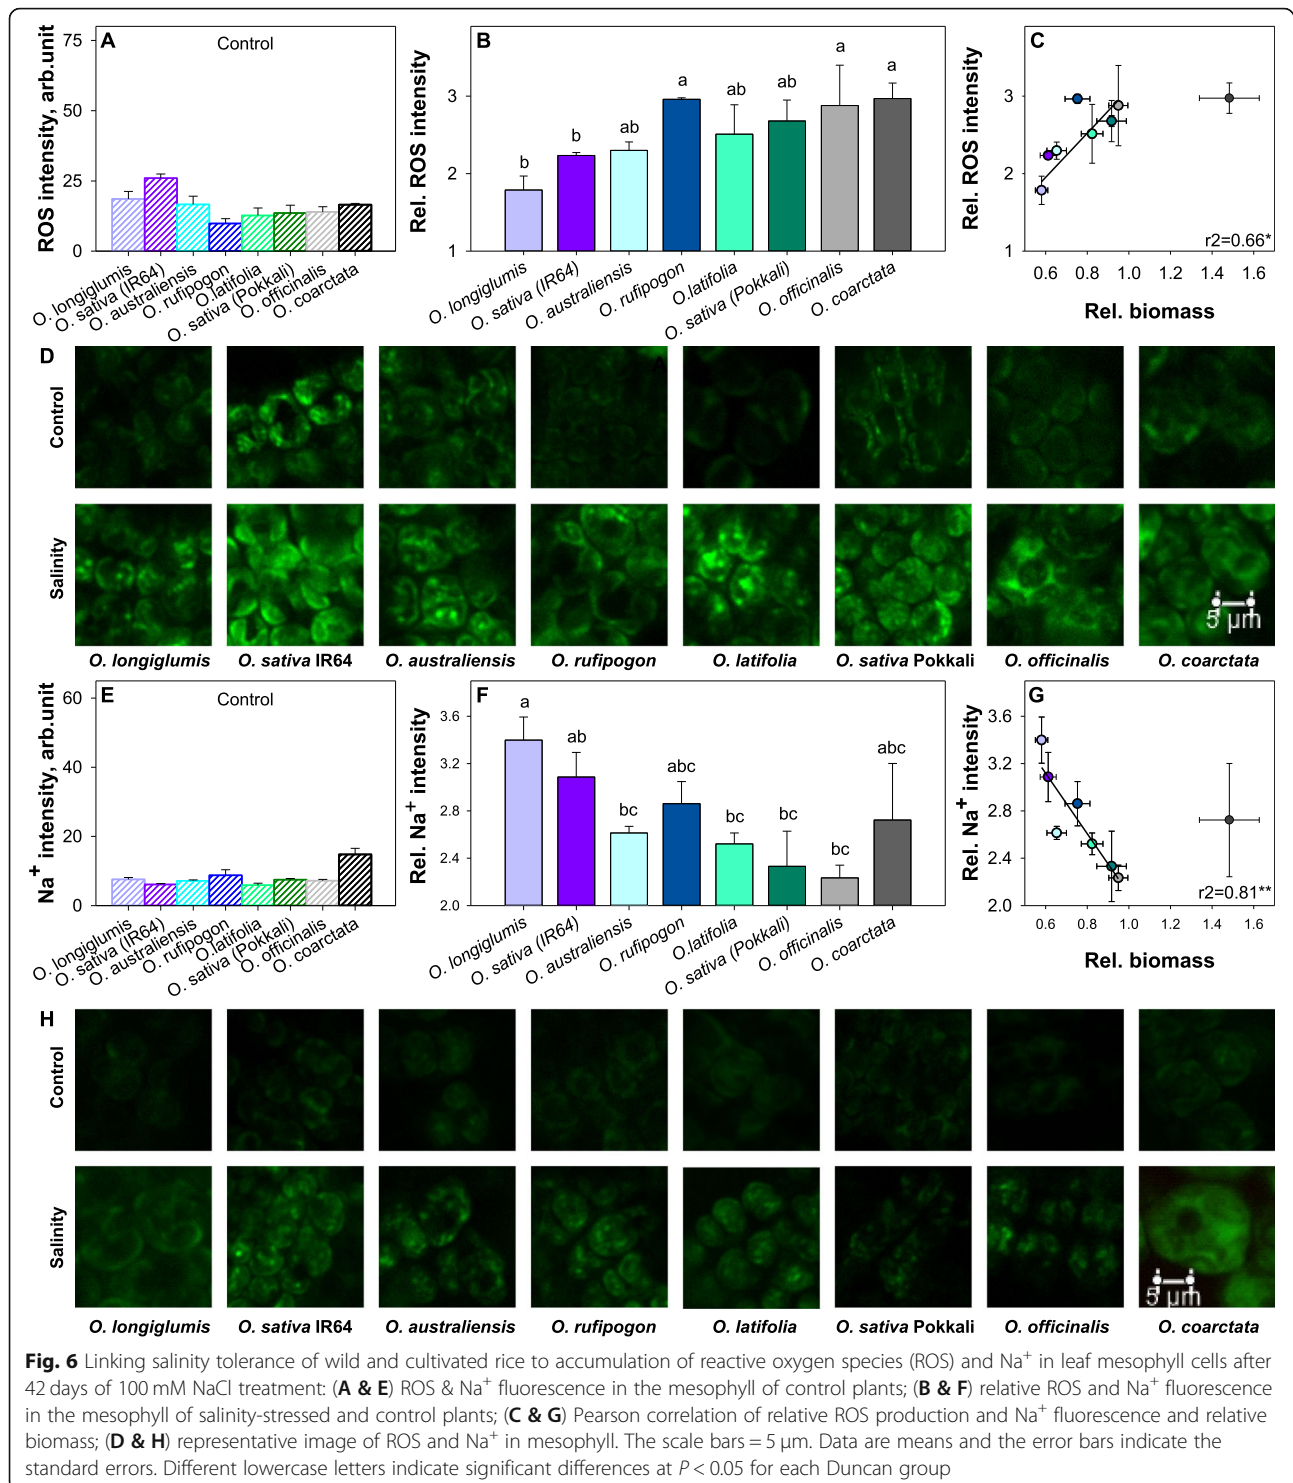 A
Control
ROS intensity, arb.unit
75
50
25
0
O. longiglumis
O. sativa (IR64)
O. australiensis
O. rufipogon
O.latifolia
O. sativa (Pokkali)
O. officinalis
O. coarctata
B
Rel. ROS intensity
3
2
1
b
b
ab
a
ab
ab
a
a
O. longiglumis
O. sativa (IR64)
O. australiensis
O. rufipogon
O.latifolia
O. sativa (Pokkali)
O. officinalis
O. coarctata
C
Rel. ROS intensity
3
2
1
r2=0.66*
0.6 0.8 1.0 1.2 1.4 1.6
Rel. biomass
D
Control
Salinity
5 µm
O. longiglumis O. sativa IR64 O. australiensis O. rufipogon O. latifolia O. sativa Pokkali O. officinalis O. coarctata
E
Control
Na+ intensity, arb.unit
60
40
20
0
O. longiglumis
O. sativa (IR64)
O. australiensis
O. rufipogon
O.latifolia
O. sativa (Pokkali)
O. officinalis
O. coarctata
F
Rel. Na+ intensity
3.6
3.2
2.8
2.4
2.0
a
ab
bc
abc
bc
bc
bc
abc
O. longiglumis
O. sativa (IR64)
O. australiensis
O. rufipogon
O.latifolia
O. sativa (Pokkali)
O. officinalis
O. coarctata
G
Rel. Na+ intensity
3.6
3.2
2.8
2.4
2.0
r2=0.81**
0.6 0.8 1.0 1.2 1.4 1.6
Rel. biomass
H
Control
Salinity
5 µm
O. longiglumis O. sativa IR64 O. australiensis O. rufipogon O. latifolia O. sativa Pokkali O. officinalis O. coarctata
Fig. 6 Linking salinity tolerance of wild and cultivated rice to accumulation of reactive oxygen species (ROS) and Na+ in leaf mesophyll cells after
42 days of 100 mM NaCl treatment: (A & E) ROS & Na+ fluorescence in the mesophyll of control plants; (B & F) relative ROS and Na+ fluorescence
in the mesophyll of salinity-stressed and control plants; (C & G) Pearson correlation of relative ROS production and Na+ fluorescence and relative
biomass; (D & H) representative image of ROS and Na+ in mesophyll. The scale bars = 5 µm. Data are means and the error bars indicate the
standard errors. Different lowercase letters indicate significant differences at P < 0.05 for each Duncan group